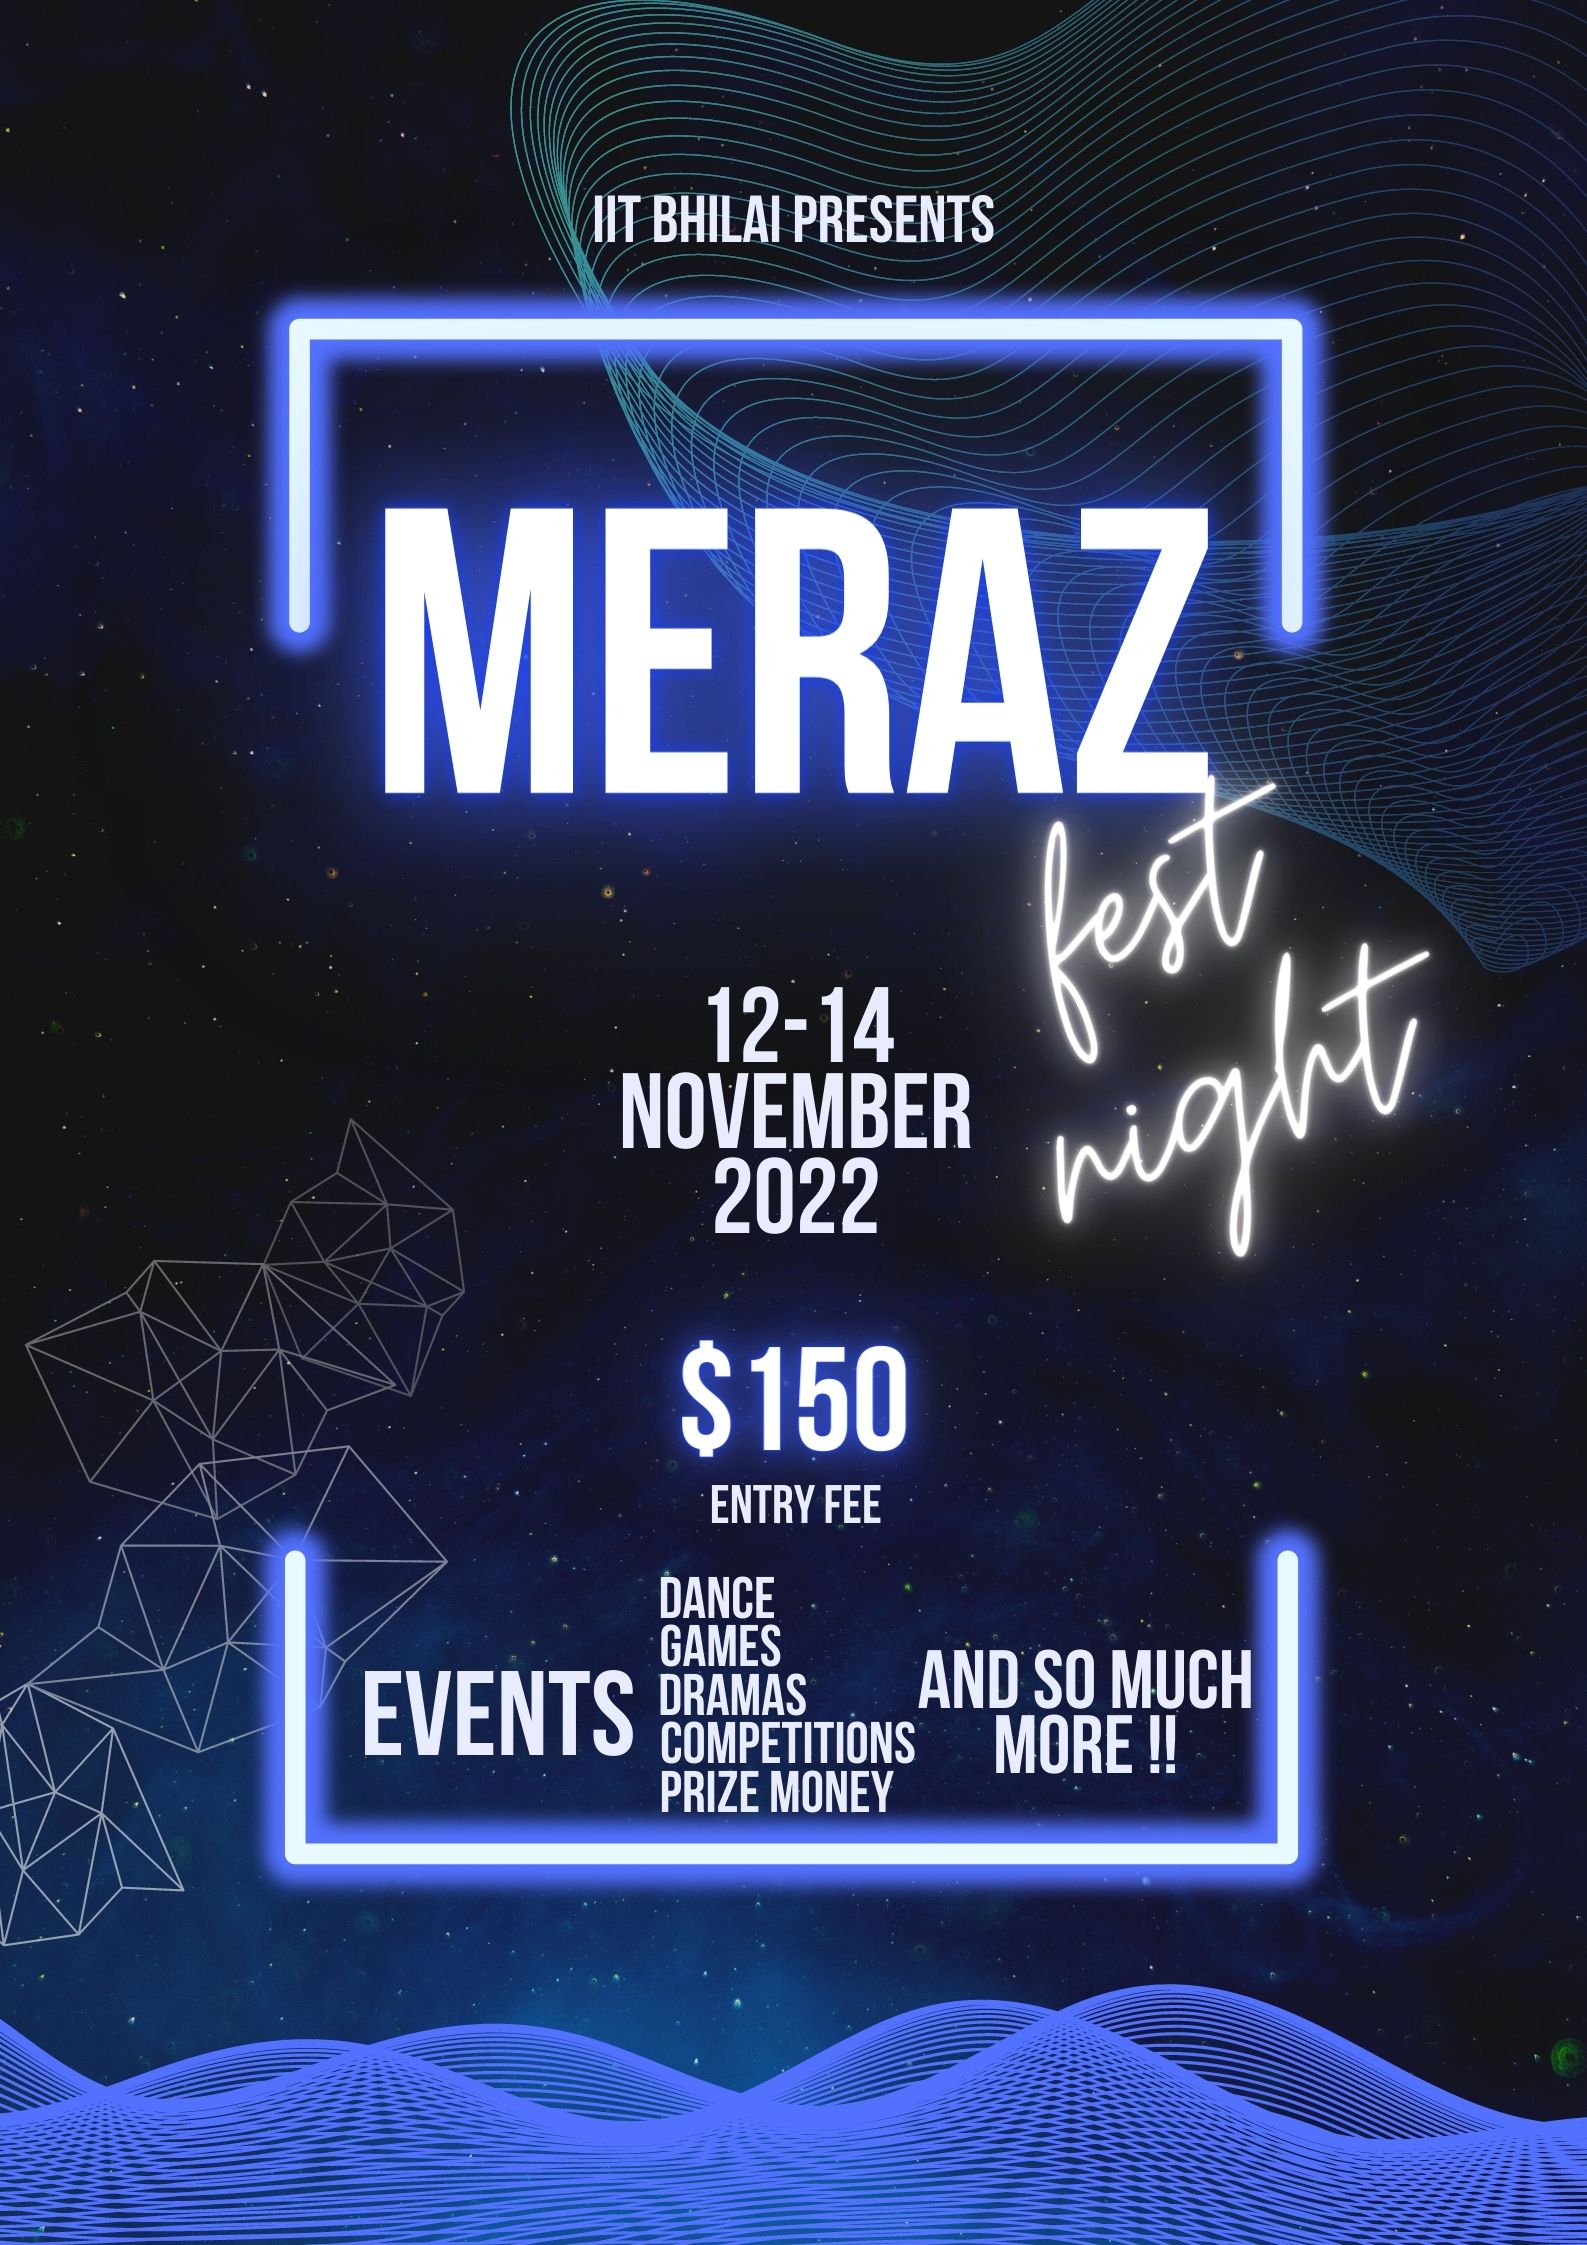 IIT BHILAI PRESENTS
MERAZ
fest
night
12-14
NOVEMBER
2022
$150
ENTRY FEE
EVENTS
DANCE
GAMES
DRAMAS
COMPETITIONS
PRIZE MONEY
AND SO MUCH
MORE !!